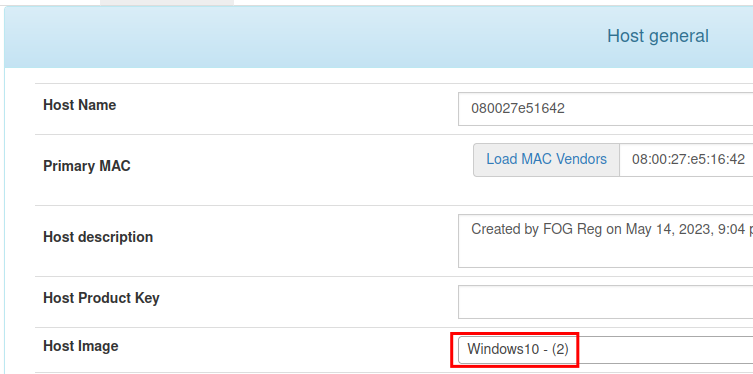 Host general
Host Name
080027e51642
Primary MAC
Load MAC Vendors
08:00:27:e5:16:42
Host description
Created by FOG Reg on May 14, 2023, 9:04
Host Product Key
Host Image
Windows10 - (2)